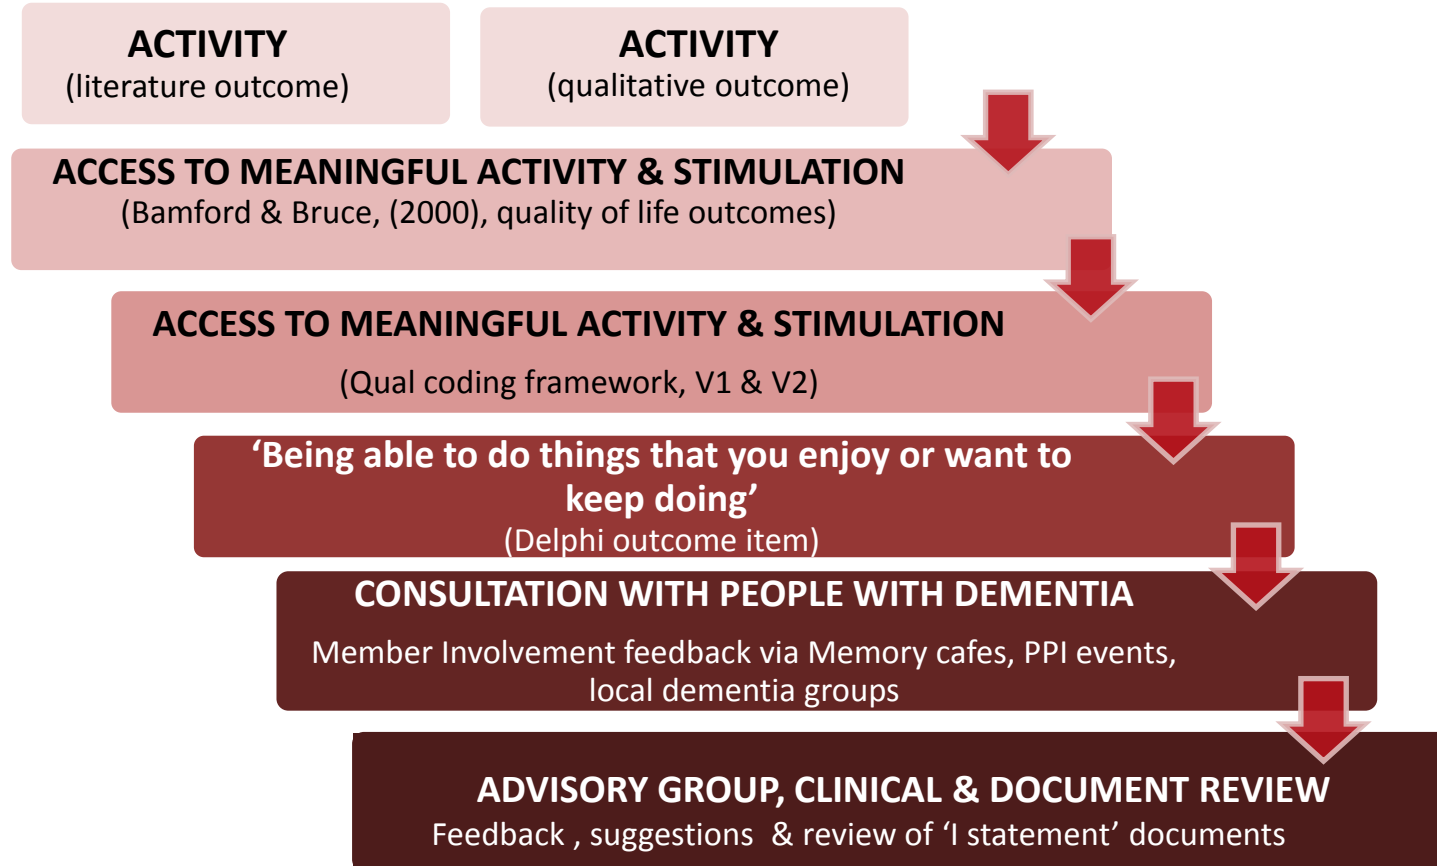 ACTIVITY
(literature outcome)
ACTIVITY
(qualitative outcome)
ACCESS TO MEANINGFUL ACTIVITY & STIMULATION
(Bamford & Bruce, (2000), quality of life outcomes)
ACCESS TO MEANINGFUL ACTIVITY & STIMULATION
(Qual coding framework, V1 & V2)
‘Being able to do things that you enjoy or want to
keep doing’
(Delphi outcome item)
CONSULTATION WITH PEOPLE WITH DEMENTIA
Member Involvement feedback via Memory cafes, PPI events,
local dementia groups
ADVISORY GROUP, CLINICAL & DOCUMENT REVIEW
Feedback , suggestions & review of ‘I statement’ documents